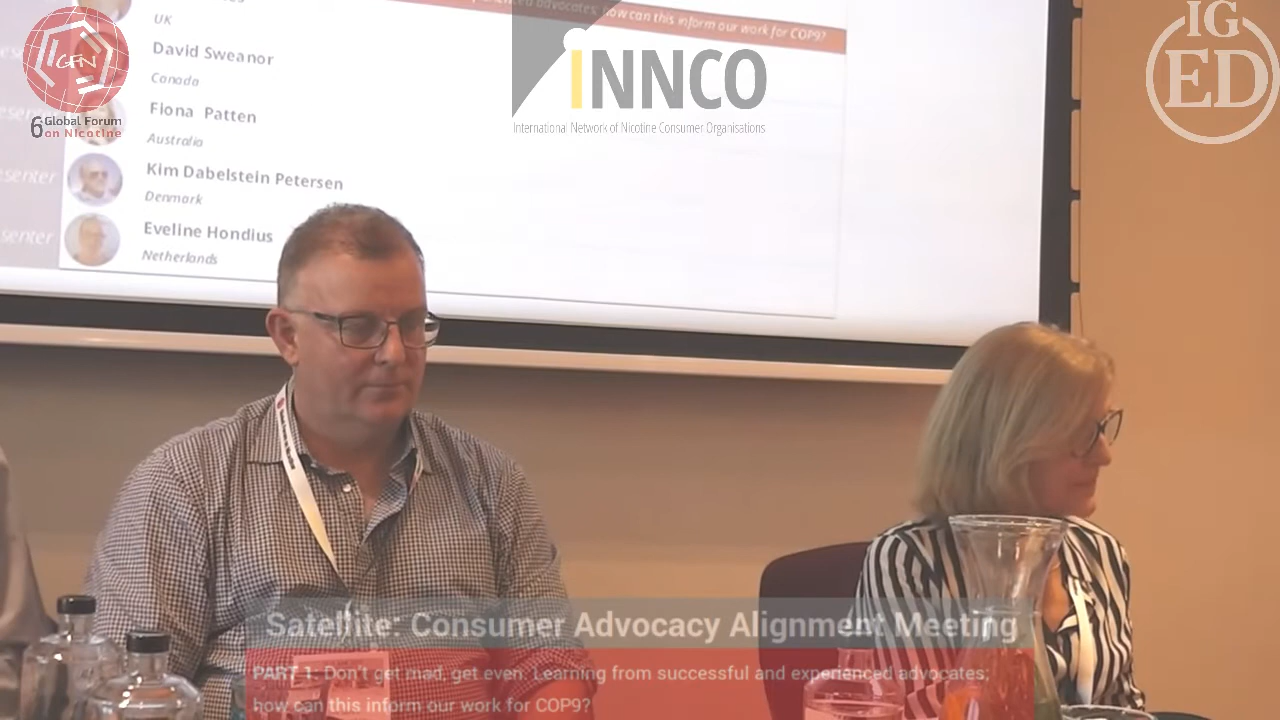 how can this inform our work for COP9?
UK
David Sweanor
Canada
Fiona Patten
Australia
Kim Dabelstein Petersen
Denmark
Eveline Hondius
Netherlands
GFN
6 Global Forum
on Nicotine
INNCO
International Network of Nicotine Consumer Organisations
IG
ED
Satellite: Consumer Advocacy Alignment Meeting
PART 1: Don't get mad, get even. Learning from successful and experienced advocates;
how can this inform our work for COP9?